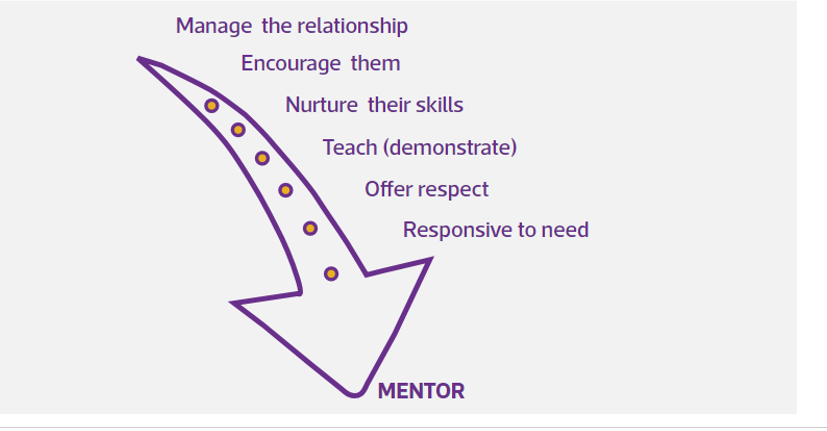 Manage the relationship
Encourage them
Nurture their skills
Teach (demonstrate)
Offer respect
Responsive to need
MENTOR